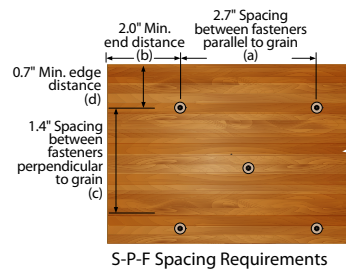 2.0" Min.
end distance
(b)
2.7" Spacing
between fasteners
parallel to grain
(a)
0.7" Min. edge
distance
(d)
1.4" Spacing
between
fasteners
perpendicular
to grain
(c)
S-P-F Spacing Requirements